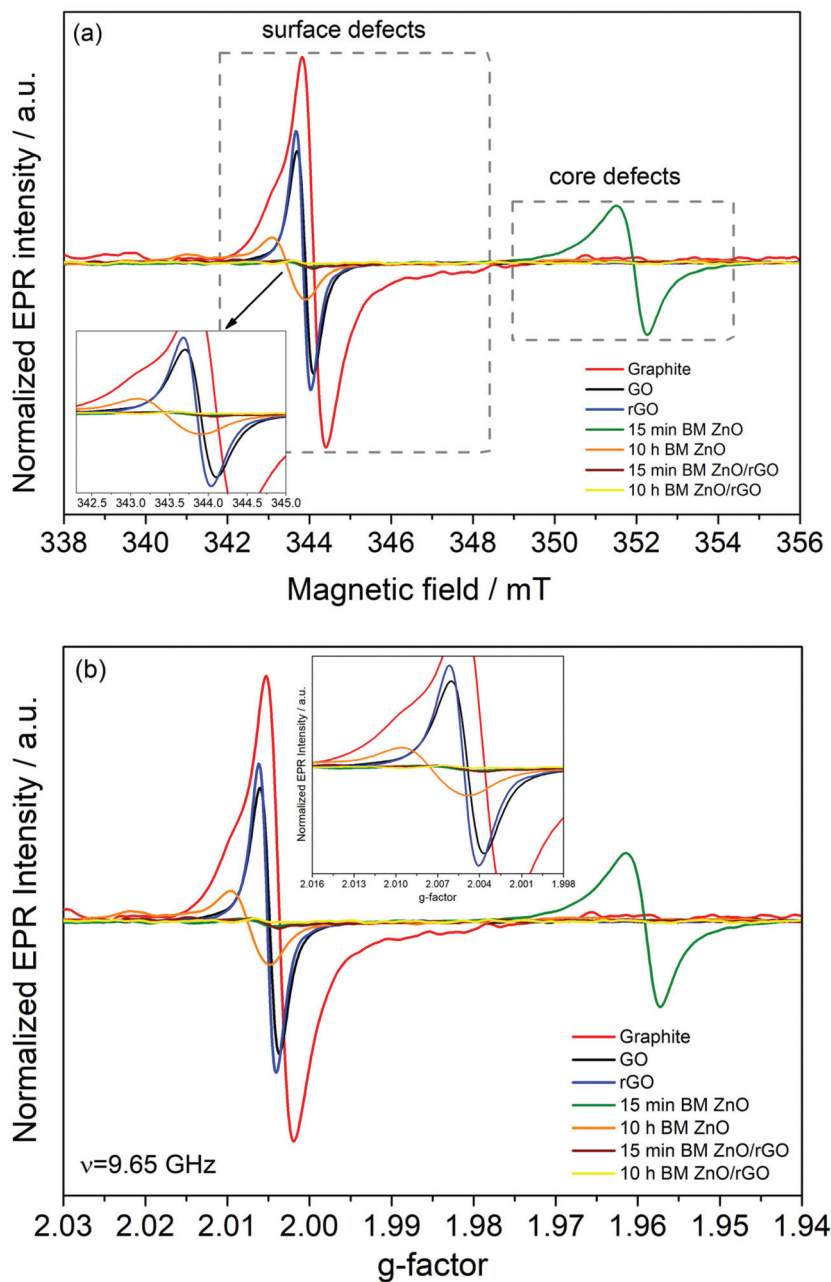 (a)
surface defects
core defects
Normalized EPR intensity / a.u.
Graphite
GO
rGO
15 min BM ZnO
10 h BM ZnO
15 min BM ZnO/rGO
10 h BM ZnO/rGO
342.5 343.0 343.5 344.0 344.5 345.0
338 340 342 344 346 348 350 352 354 356
Magnetic field / mT
(b)
Normalized EPR Intensity / a.u.
Normalized EPR Intensity / a.u.
2.016 2.013 2.010 2.007 2.004 2.001 1.998
g-factor
Graphite
GO
rGO
15 min BM ZnO
10 h BM ZnO
15 min BM ZnO/rGO
10 h BM ZnO/rGO
ν=9.65 GHz
2.03 2.02 2.01 2.00 1.99 1.98 1.97 1.96 1.95 1.94
g-factor